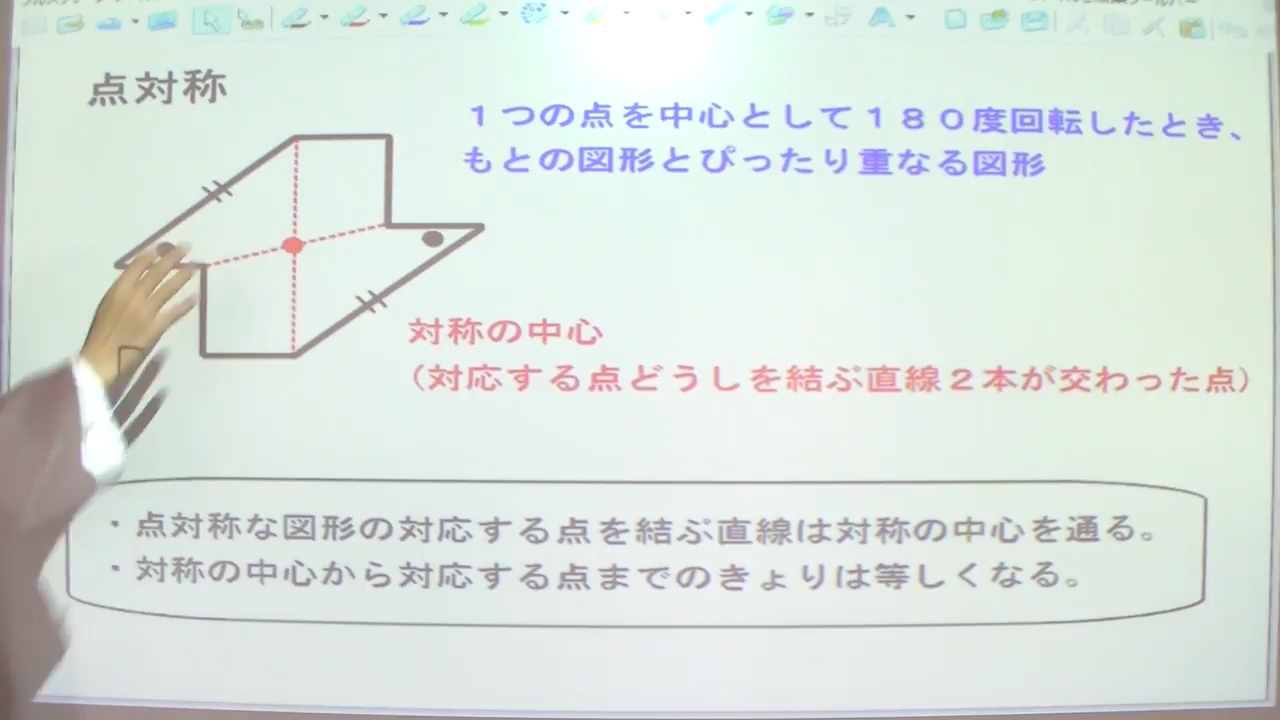 点対称
１つの点を中心として１８０度回転したとき、
もとの図形とぴったり重なる図形
対称の中心
（対応する点どうしを結ぶ直線２本が交わった点）
・点対称な図形の対応する点を結ぶ直線は対称の中心を通る。
・対称の中心から対応する点までのきょりは等しくなる。